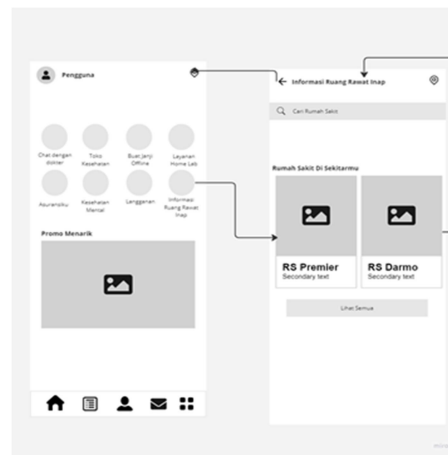 Pengguna
Chat dengan
dokter
Toko
Kesehatan
Buat Janji
Offline
Layanan
Home Lab
Asuransiku
Kesehatan
Mental
Langganan
Informasi
Ruang Rawat
Inap
Promo Menarik
Informasi Ruang Rawat Inap
Cari Rumah Sakit
Rumah Sakit Di Sekitarmu
RS Premier
Secondary text
RS Darmo
Secondary text
Lihat Semua